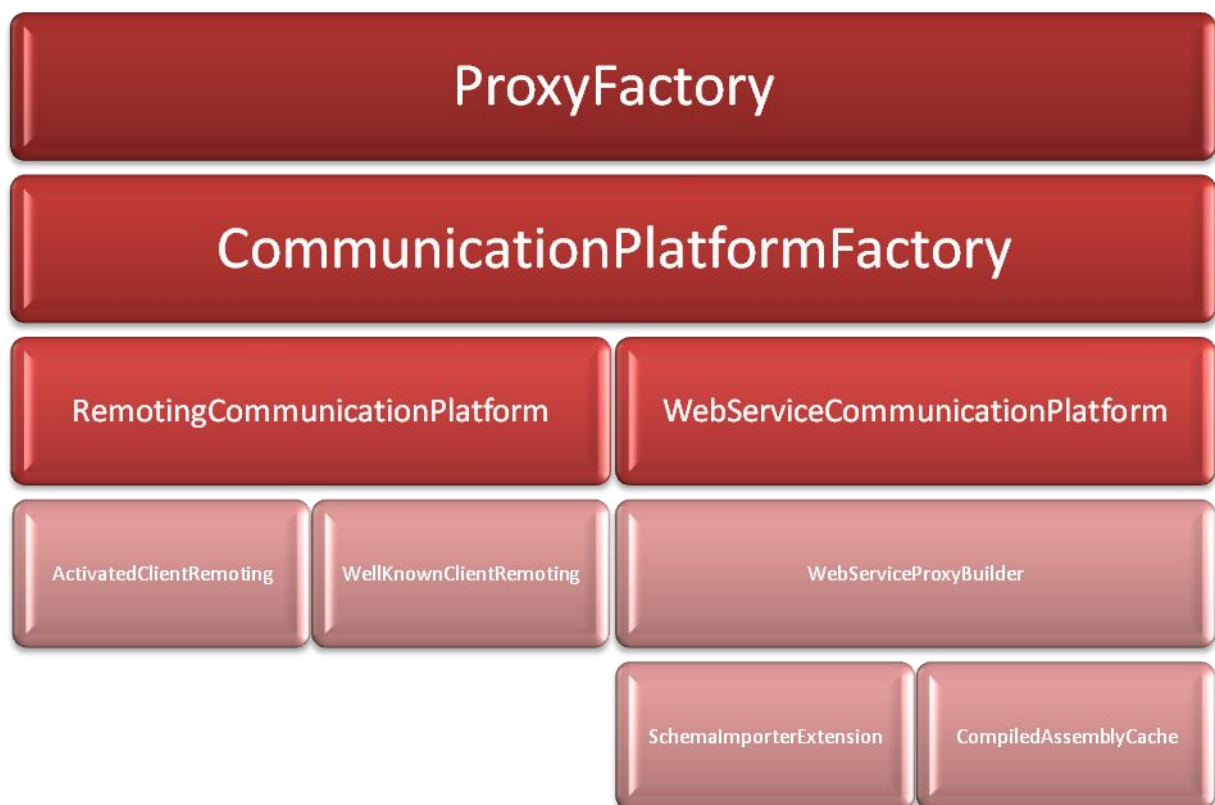 ProxyFactory
CommunicationPlatformFactory
RemotingCommunicationPlatform
WebServiceCommunicationPlatform
ActivatedClientRemoting
WellKnownClientRemoting
WebServiceProxyBuilder
SchemaImporterExtension
CompiledAssemblyCache